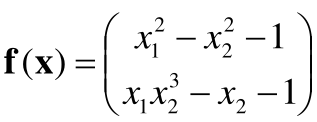 f(x) = ( x₁² − x₂² − 1
x₁x₂³ − x₂ − 1 )